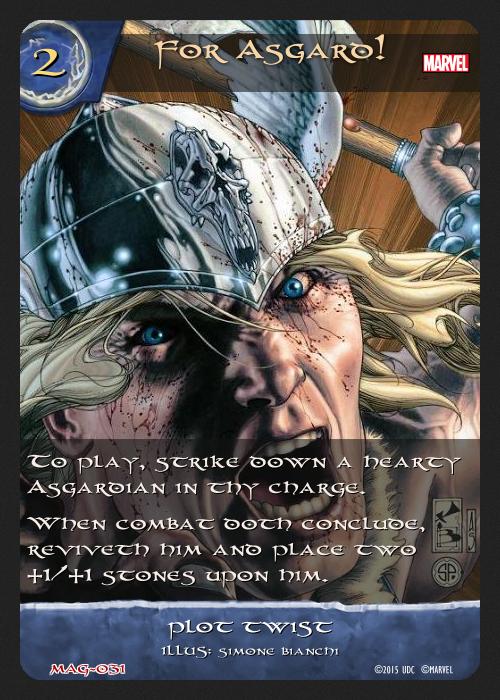 2
For Asgard!
MARVEL
To play, strike down a hearty
Asgardian in thy charge.
When combat doth conclude,
reviveth him and place two
+1/+1 stones upon him.
Plot Twist
Illus: Simone Bianchi
MAG-031
©2015 UDC ©MARVEL